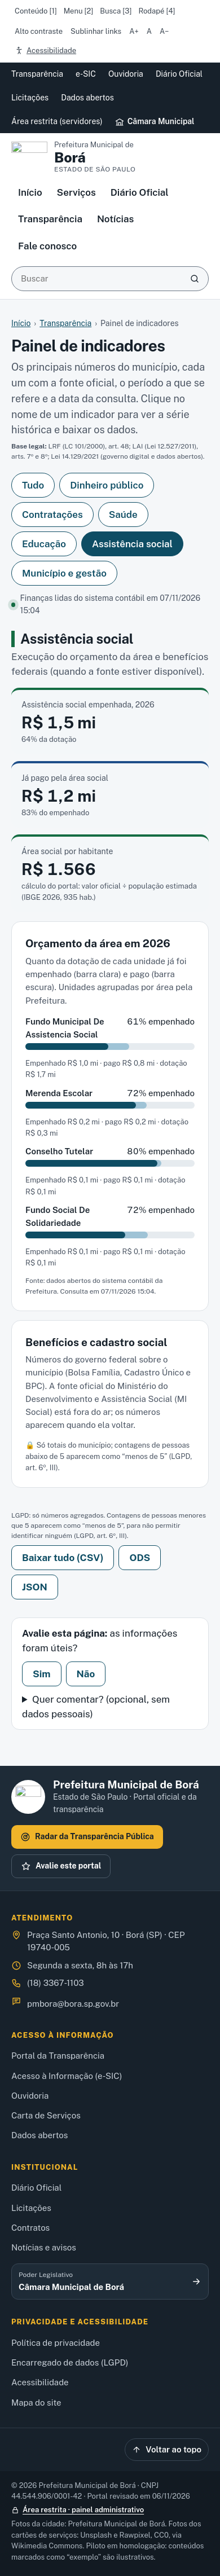 Conteúdo [1] Menu [2] Busca [3] Rodapé [4]
Alto contraste Sublinhar links A+ A A−
Acessibilidade
Transparência e-SIC Ouvidoria Diário Oficial
Licitações Dados abertos
Área restrita (servidores) Câmara Municipal
Prefeitura Municipal de
Borá
ESTADO DE SÃO PAULO
Início Serviços Diário Oficial
Transparência Notícias
Fale conosco
Buscar
Início › Transparência › Painel de indicadores
Painel de indicadores
Os principais números do município, cada
um com a fonte oficial, o período a que se
refere e a data da consulta. Clique no
nome de um indicador para ver a série
histórica e baixar os dados.
Base legal: LRF (LC 101/2000), art. 48; LAI (Lei 12.527/2011),
arts. 7º e 8º; Lei 14.129/2021 (governo digital e dados abertos).
Tudo Dinheiro público
Contratações Saúde
Educação Assistência social
Município e gestão
Finanças lidas do sistema contábil em 07/11/2026
15:04
Assistência social
Execução do orçamento da área e benefícios
federais (quando a fonte estiver disponível).
Assistência social empenhada, 2026
R$ 1,5 mi
64% da dotação
Já pago pela área social
R$ 1,2 mi
83% do empenhado
Área social por habitante
R$ 1.566
cálculo do portal: valor oficial ÷ população estimada
(IBGE 2026, 935 hab.)
Orçamento da área em 2026
Quanto da dotação de cada unidade já foi
empenhado (barra clara) e pago (barra
escura). Unidades agrupadas por área pela
Prefeitura.
Fundo Municipal De 61% empenhado
Assistencia Social
Empenhado R$ 1,0 mi · pago R$ 0,8 mi · dotação
R$ 1,7 mi
Merenda Escolar 72% empenhado
Empenhado R$ 0,2 mi · pago R$ 0,2 mi · dotação
R$ 0,3 mi
Conselho Tutelar 80% empenhado
Empenhado R$ 0,1 mi · pago R$ 0,1 mi · dotação
R$ 0,1 mi
Fundo Social De 72% empenhado
Solidariedade
Empenhado R$ 0,1 mi · pago R$ 0,1 mi · dotação
R$ 0,1 mi
Fonte: dados abertos do sistema contábil da
Prefeitura. Consulta em 07/11/2026 15:04.
Benefícios e cadastro social
Números do governo federal sobre o
município (Bolsa Família, Cadastro Único e
BPC). A fonte oficial do Ministério do
Desenvolvimento e Assistência Social (MI
Social) está fora do ar; os números
aparecem quando ela voltar.
🔒 Só totais do município; contagens de pessoas
abaixo de 5 aparecem como “menos de 5” (LGPD,
art. 6º, III).
LGPD: só números agregados. Contagens de pessoas menores
que 5 aparecem como “menos de 5”, para não permitir
identificar ninguém (LGPD, art. 6º, III).
Baixar tudo (CSV) ODS
JSON
Avalie esta página: as informações
foram úteis?
Sim Não
▶ Quer comentar? (opcional, sem
dados pessoais)
Prefeitura Municipal de Borá
Estado de São Paulo · Portal oficial e da
transparência
Radar da Transparência Pública
Avalie este portal
ATENDIMENTO
Praça Santo Antonio, 10 · Borá (SP) · CEP
19740-005
Segunda a sexta, 8h às 17h
(18) 3367-1103
pmbora@bora.sp.gov.br
ACESSO À INFORMAÇÃO
Portal da Transparência
Acesso à Informação (e-SIC)
Ouvidoria
Carta de Serviços
Dados abertos
INSTITUCIONAL
Diário Oficial
Licitações
Contratos
Notícias e avisos
Poder Legislativo
Câmara Municipal de Borá →
PRIVACIDADE E ACESSIBILIDADE
Política de privacidade
Encarregado de dados (LGPD)
Acessibilidade
Mapa do site
↑ Voltar ao topo
© 2026 Prefeitura Municipal de Borá · CNPJ
44.544.906/0001-42 · Portal revisado em 06/11/2026
Área restrita · painel administrativo
Fotos da cidade: Prefeitura Municipal de Borá. Fotos dos
cartões de serviços: Unsplash e Rawpixel, CC0, via
Wikimedia Commons. Piloto em homologação: conteúdos
marcados como “exemplo” são ilustrativos.